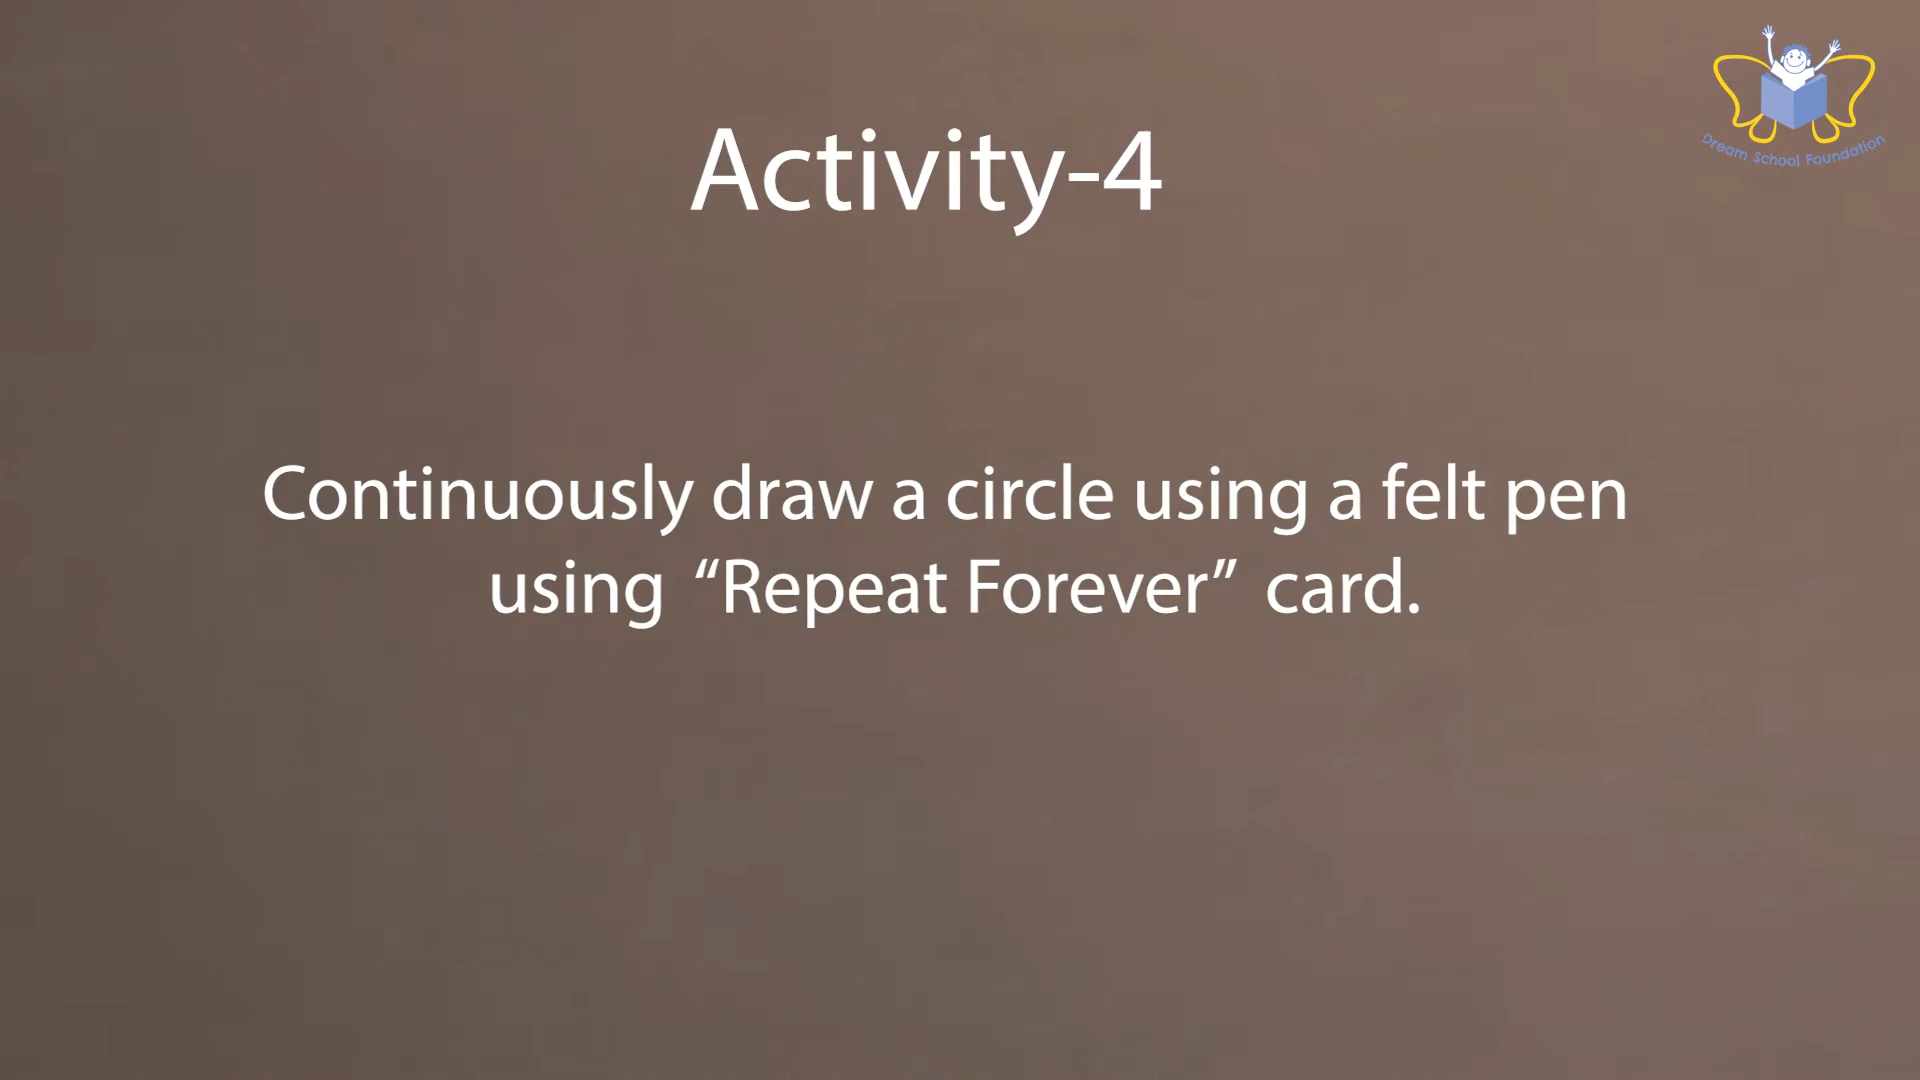 Dream School Foundation
Activity-4
Continuously draw a circle using a felt pen
using “Repeat Forever” card.